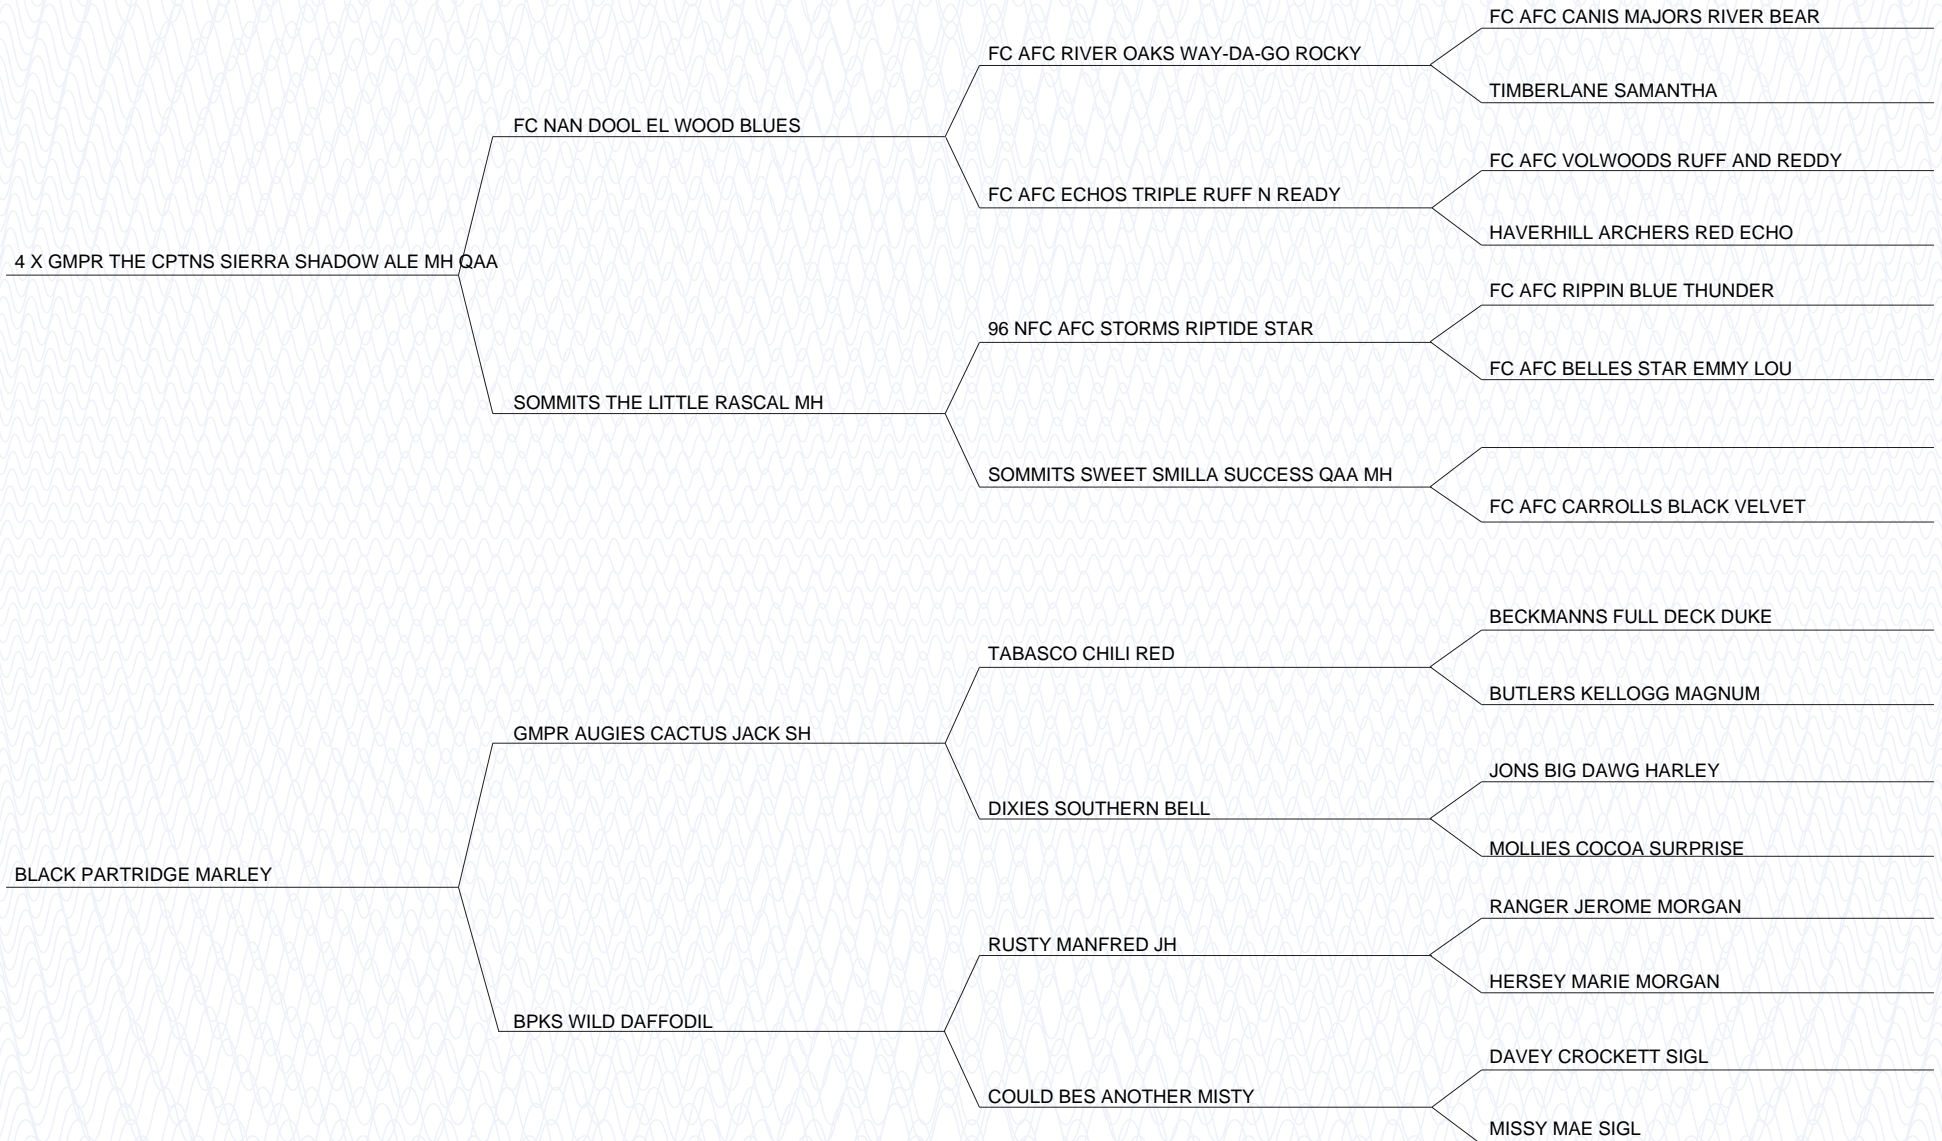 FC AFC CANIS MAJORS RIVER BEAR
FC AFC RIVER OAKS WAY-DA-GO ROCKY
TIMBERLANE SAMANTHA
FC NAN DOOL EL WOOD BLUES
FC AFC VOLWOODS RUFF AND REDDY
FC AFC ECHOS TRIPLE RUFF N READY
HAVERHILL ARCHERS RED ECHO
4 X GMPR THE CPTNS SIERRA SHADOW ALE MH QAA
FC AFC RIPPIN BLUE THUNDER
96 NFC AFC STORMS RIPTIDE STAR
FC AFC BELLES STAR EMMY LOU
SOMMITS THE LITTLE RASCAL MH
SOMMITS SWEET SMILLA SUCCESS QAA MH
FC AFC CARROLLS BLACK VELVET
BECKMANNS FULL DECK DUKE
TABASCO CHILI RED
BUTLERS KELLOGG MAGNUM
GMPR AUGIES CACTUS JACK SH
JONS BIG DAWG HARLEY
DIXIES SOUTHERN BELL
MOLLIES COCOA SURPRISE
BLACK PARTRIDGE MARLEY
RANGER JEROME MORGAN
RUSTY MANFRED JH
HERSEY MARIE MORGAN
BPKS WILD DAFFODIL
DAVEY CROCKETT SIGL
COULD BES ANOTHER MISTY
MISSY MAE SIGL